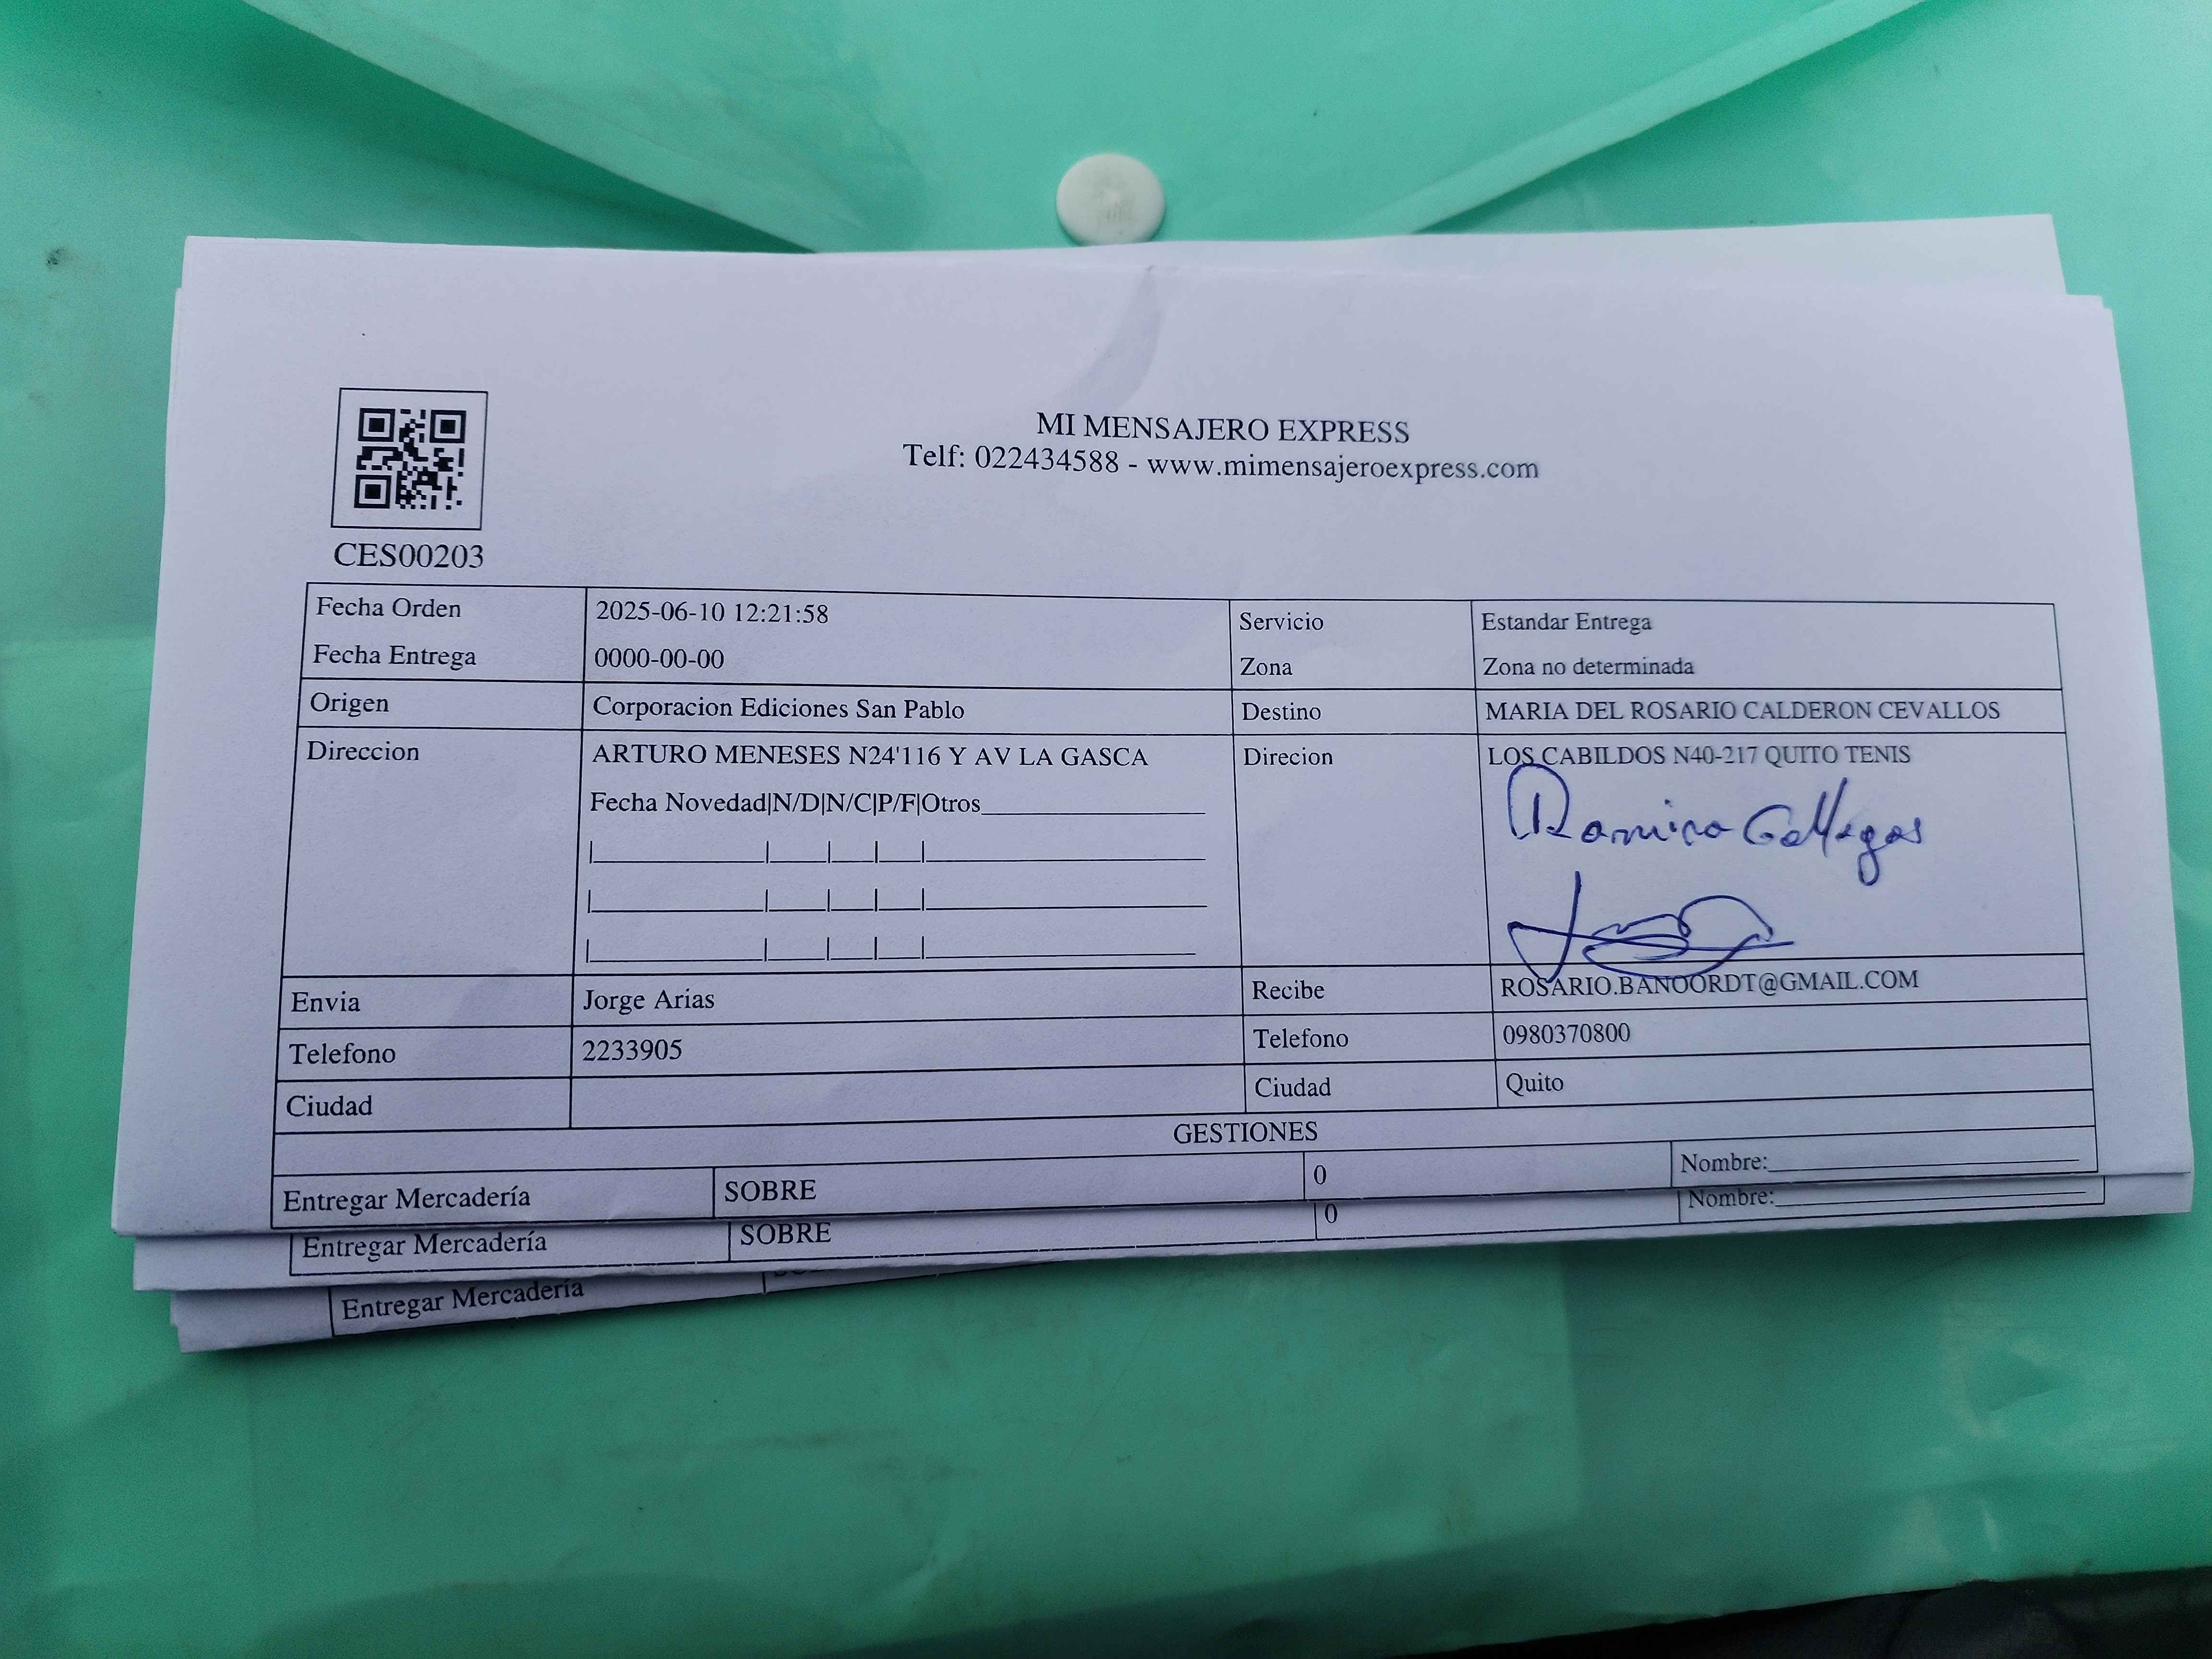 MI MENSAJERO EXPRESS
Telf: 022434588 - www.mimensajeroexpress.com
CES00203
Fecha Orden 2025-06-10 12:21:58 Servicio Estandar Entrega
Fecha Entrega 0000-00-00 Zona Zona no determinada
Origen Corporacion Ediciones San Pablo Destino MARIA DEL ROSARIO CALDERON CEVALLOS
Direccion ARTURO MENESES N24'116 Y AV LA GASCA Direcion LOS CABILDOS N40-217 QUITO TENIS
Fecha Novedad|N/D|N/C|P/F|Otros
Ramiro Gallegos
Envia Jorge Arias Recibe ROSARIO.BANOORDT@GMAIL.COM
Telefono 2233905 Telefono 0980370800
Ciudad Ciudad Quito
GESTIONES
Entregar Mercadería SOBRE 0 Nombre:
Entregar Mercadería SOBRE 0 Nombre:
Entregar Mercadería